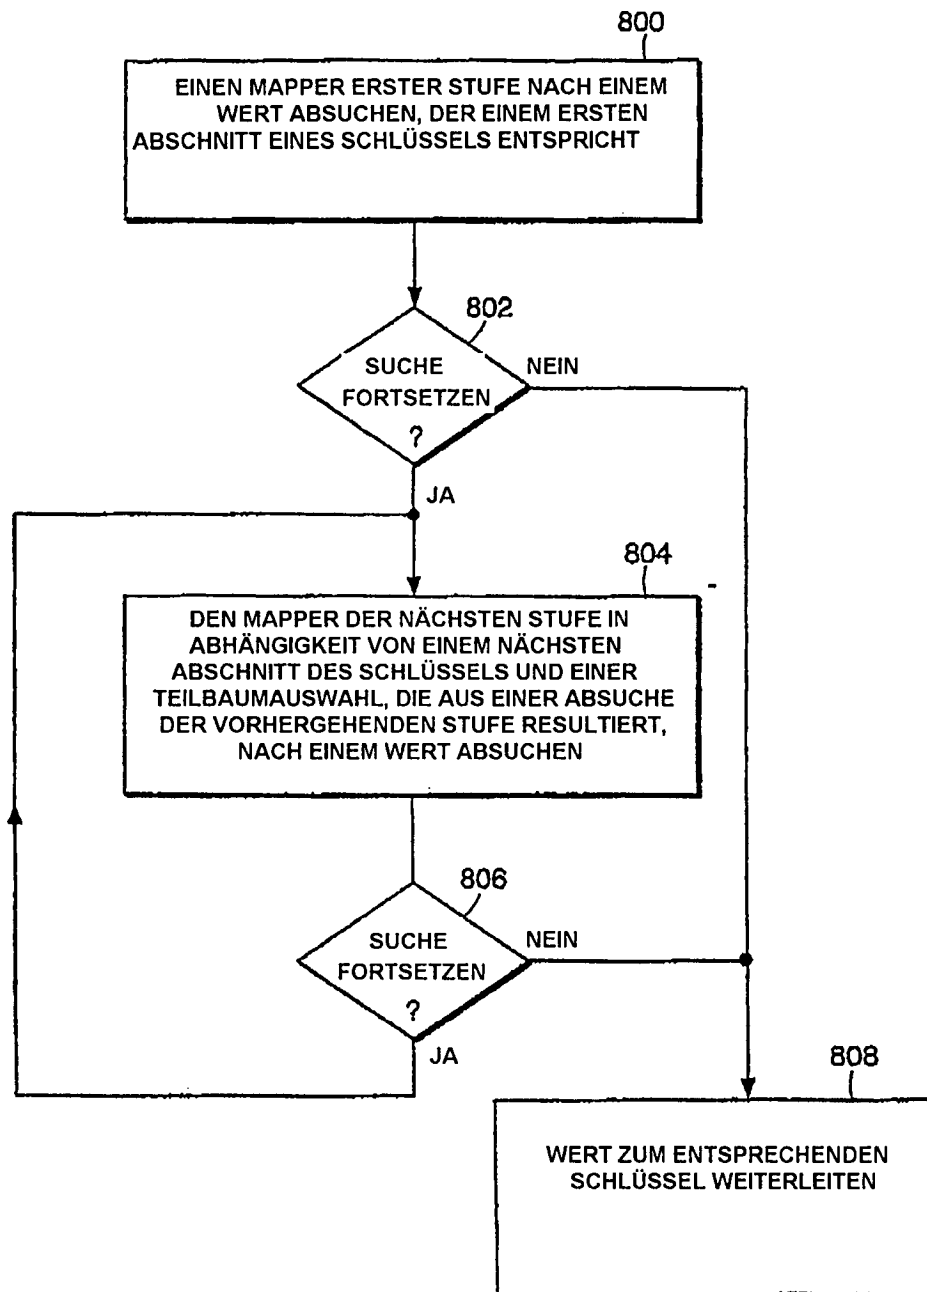 800
EINEN MAPPER ERSTER STUFE NACH EINEM
WERT ABSUCHEN, DER EINEM ERSTEN
ABSCHNITT EINES SCHLÜSSELS ENTSPRICHT
802
SUCHE
FORTSETZEN
?
NEIN
JA
804
DEN MAPPER DER NÄCHSTEN STUFE IN
ABHÄNGIGKEIT VON EINEM NÄCHSTEN
ABSCHNITT DES SCHLÜSSELS UND EINER
TEILBAUMAUSWAHL, DIE AUS EINER ABSUCHE
DER VORHERGEHENDEN STUFE RESULTIERT,
NACH EINEM WERT ABSUCHEN
806
SUCHE
FORTSETZEN
?
NEIN
JA
808
WERT ZUM ENTSPRECHENDEN
SCHLÜSSEL WEITERLEITEN